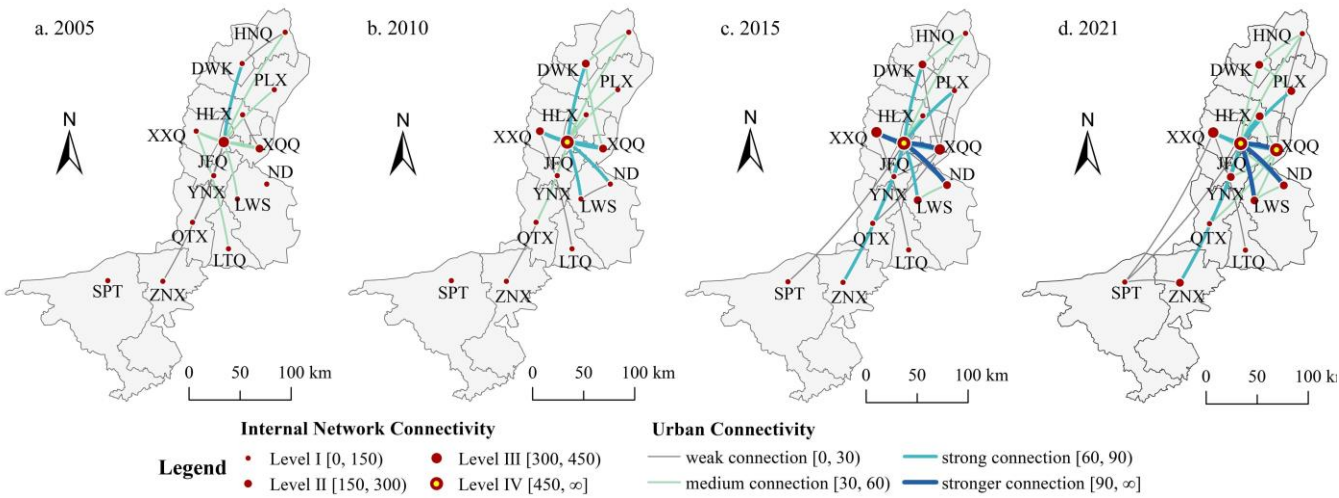 a. 2005
HNQ
DWK
PLX
HLX
N
XXQ
XQQ
JFQ
ND
YNX
LWS
QTX
LTQ
SPT
ZNX
0 50 100 km
b. 2010
DWK
PLX
HLX
N
XXQ
XQQ
JFQ
ND
YNX
LWS
QTX
LTQ
SPT
ZNX
0 50 100 km
c. 2015
HNQ
DWK
PLX
HLX
N
XXQ
XQQ
JFQ
ND
YNX
LWS
QTX
LTQ
SPT
ZNX
0 50 100 km
d. 2021
HNQ
DWK
PLX
HLX
N
XXQ
XQQ
JFQ
ND
YNX
LWS
QTX
LTQ
SPT
ZNX
0 50 100 km
Legend
Internal Network Connectivity
Level I [0, 150)
Level II [150, 300)
Level III [300, 450)
Level IV [450, ∞]
Urban Connectivity
weak connection [0, 30)
medium connection [30, 60)
strong connection [60, 90)
stronger connection [90, ∞]